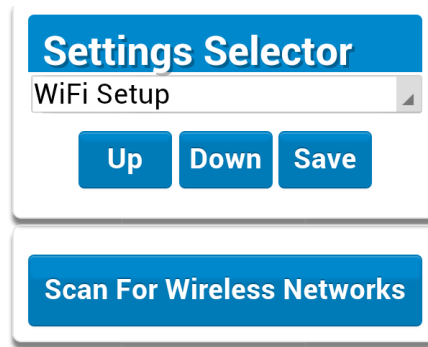 Settings Selector
WiFi Setup
Up Down Save
Scan For Wireless Networks